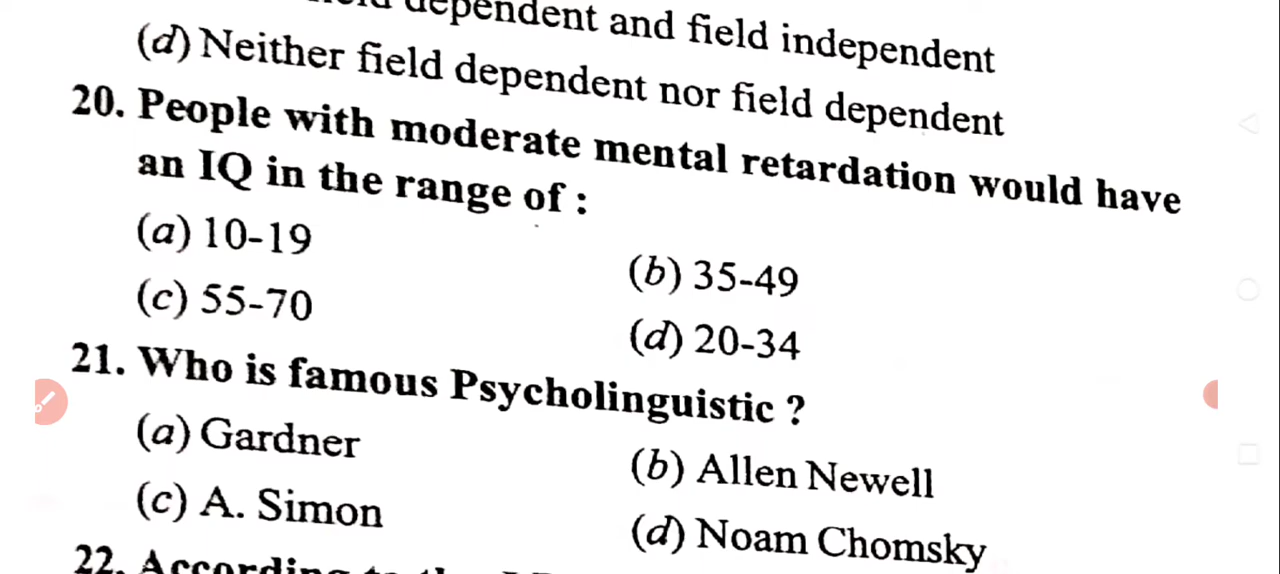 dependent and field independent
(d) Neither field dependent nor field dependent
20. People with moderate mental retardation would have
an IQ in the range of :
(a) 10-19
(b) 35-49
(c) 55-70
(d) 20-34
21. Who is famous Psycholinguistic ?
(a) Gardner
(b) Allen Newell
(c) A. Simon
(d) Noam Chomsky
22. According